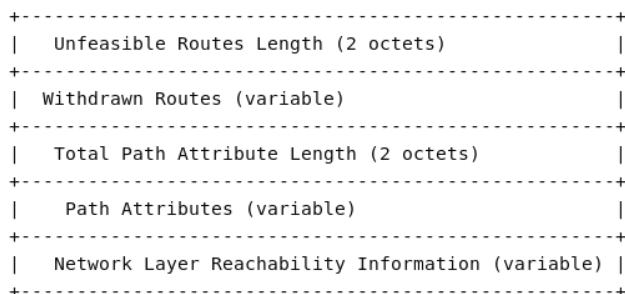 +-----------------------------------------------------+
|   Unfeasible Routes Length (2 octets)               |
+-----------------------------------------------------+
|  Withdrawn Routes (variable)                        |
+-----------------------------------------------------+
|   Total Path Attribute Length (2 octets)            |
+-----------------------------------------------------+
|    Path Attributes (variable)                       |
+-----------------------------------------------------+
|   Network Layer Reachability Information (variable) |
+-----------------------------------------------------+